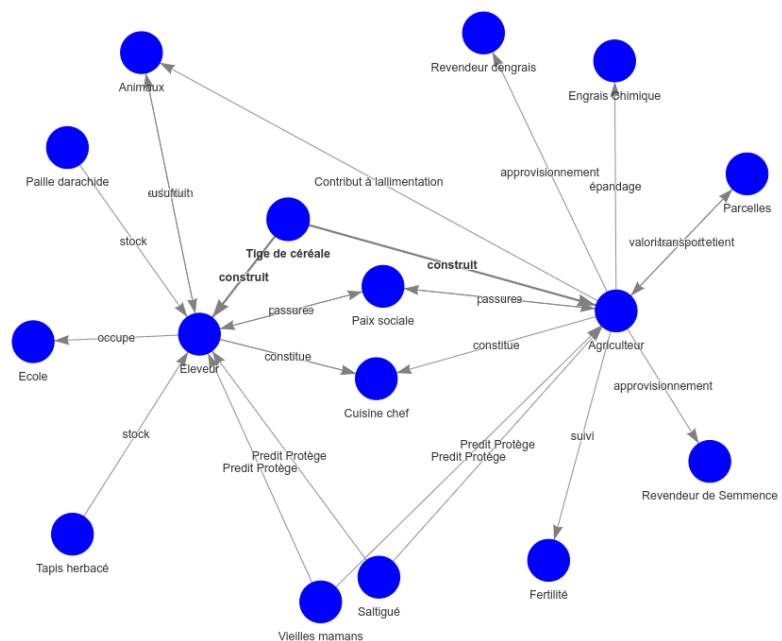 Revendeur dengrais
Animaux
Engrais Chimique
approvisionnement
Paille darachide
Contribut à lallimentation
épandage
Parcelles
stock
Tige de céréale
construit
construit
passuree
Paix sociale
passuree
occupe
Eleveur
Agriculteur
constitue
constitue
Ecole
Cuisine chef
approvisionnement
stock
suivi
Predit Protège
Predit Protège
Predit Protège
Predit Protège
Revendeur de Semmence
Tapis herbacé
Fertilité
Saltigué
Vieilles mamans